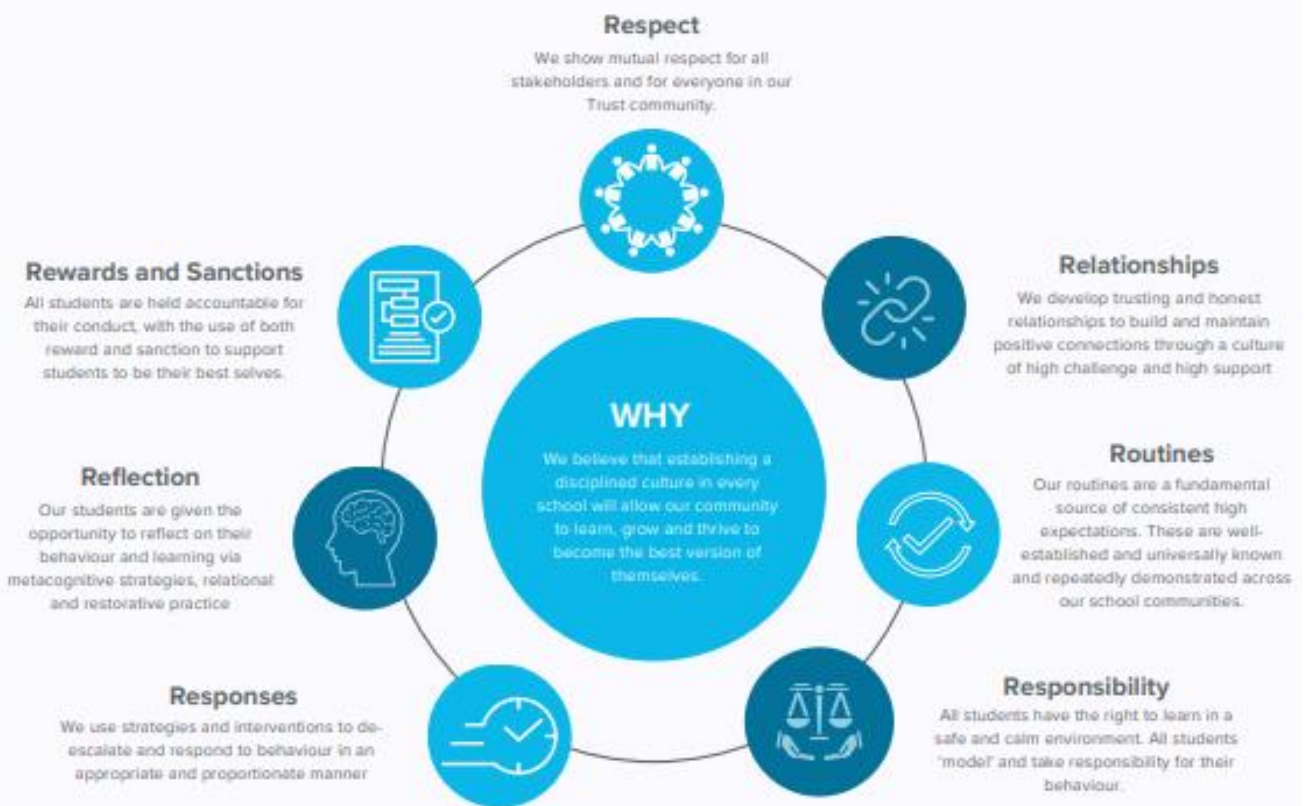 Respect
We show mutual respect for all
stakeholders and for everyone in our
Trust community.
Relationships
We develop trusting and honest
relationships to build and maintain
positive connections through a culture
of high challenge and high support
Routines
Our routines are a fundamental
source of consistent high
expectations. These are well-
established and universally known
and repeatedly demonstrated across
our school communities.
Responsibility
All students have the right to learn in a
safe and calm environment. All students
'model' and take responsibility for their
behaviour.
Responses
We use strategies and interventions to de-
escalate and respond to behaviour in an
appropriate and proportionate manner
Reflection
Our students are given the
opportunity to reflect on their
behaviour and learning via
metacognitive strategies, relational
and restorative practice
Rewards and Sanctions
All students are held accountable for
their conduct, with the use of both
reward and sanction to support
students to be their best selves.
WHY
We believe that establishing a
disciplined culture in every
school will allow our community
to learn, grow and thrive to
become the best version of
themselves.